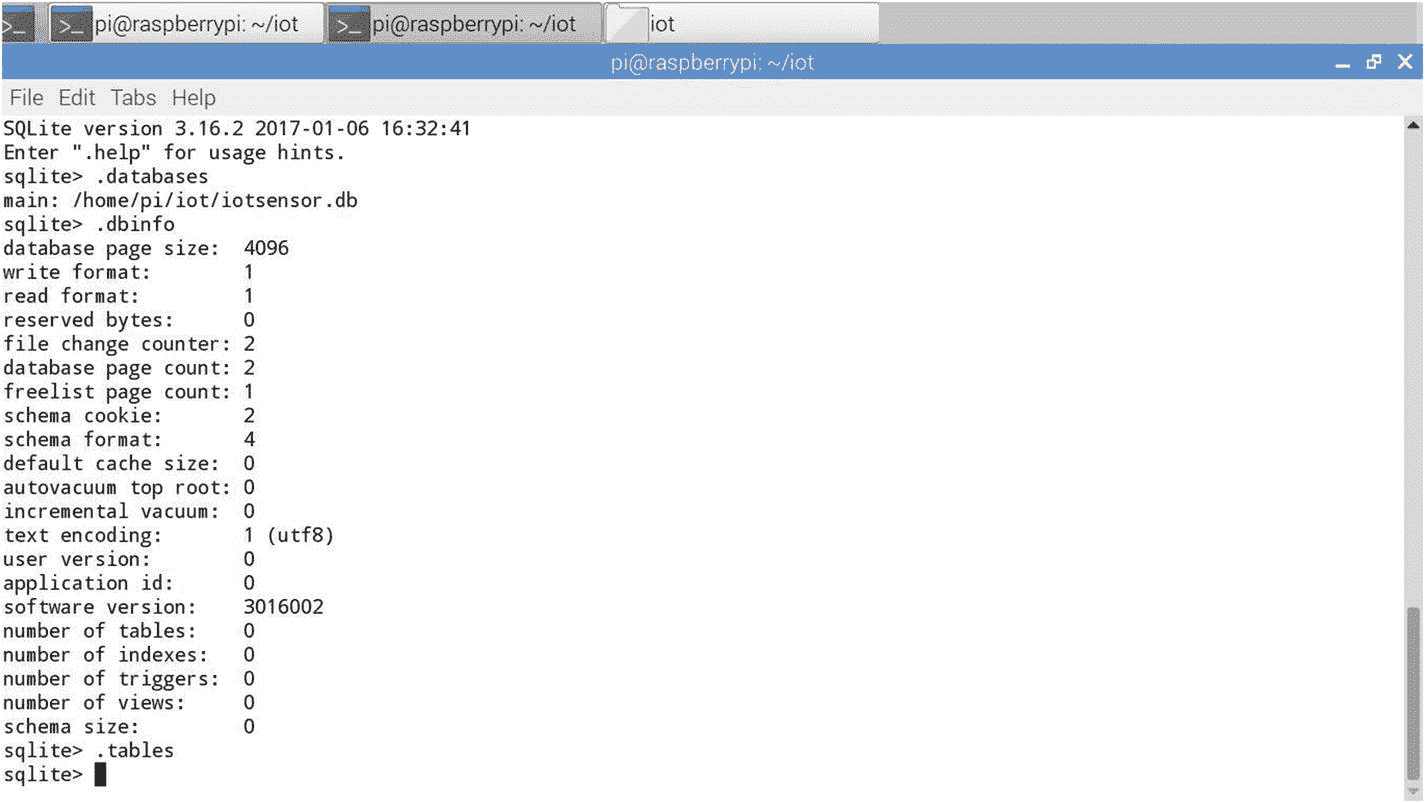 pi@raspberrypi: ~/iot pi@raspberrypi: ~/iot iot
pi@raspberrypi: ~/iot
File Edit Tabs Help
SQLite version 3.16.2 2017-01-06 16:32:41
Enter ".help" for usage hints.
sqlite> .databases
main: /home/pi/iot/iotsensor.db
sqlite> .dbinfo
database page size:  4096
write format:        1
read format:         1
reserved bytes:      0
file change counter: 2
database page count: 2
freelist page count: 1
schema cookie:       2
schema format:       4
default cache size:  0
autovacuum top root: 0
incremental vacuum:  0
text encoding:       1 (utf8)
user version:        0
application id:      0
software version:    3016002
number of tables:    0
number of indexes:   0
number of triggers:  0
number of views:     0
schema size:         0
sqlite> .tables
sqlite>